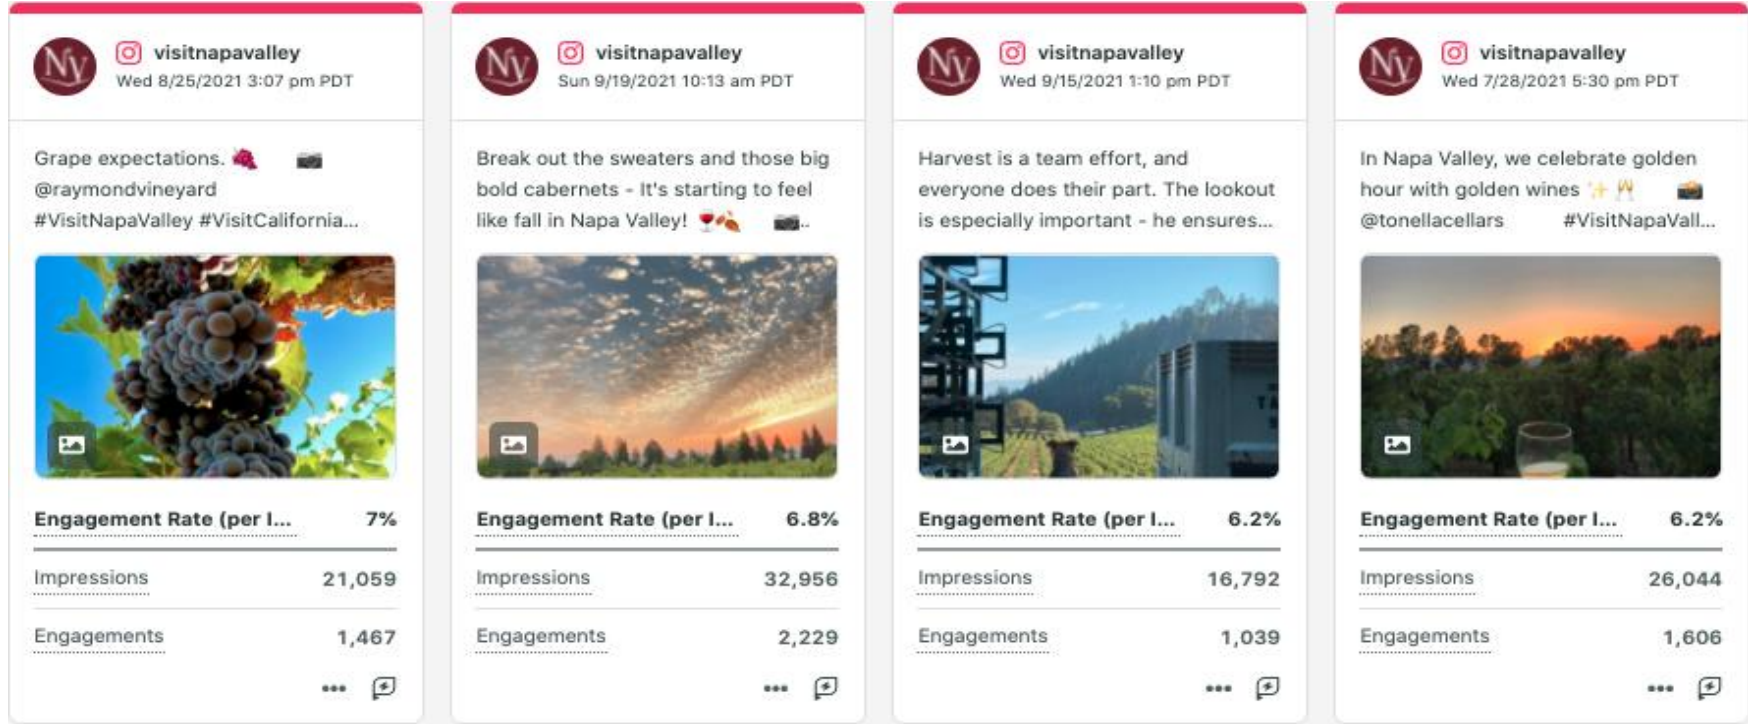 NV
visitnapavalley
Wed 8/25/2021 3:07 pm PDT
Grape expectations. 🍇 📷
@raymondvineyard
#VisitNapaValley #VisitCalifornia...
Engagement Rate (per I... 7%
Impressions 21,059
Engagements 1,467
NV
visitnapavalley
Sun 9/19/2021 10:13 am PDT
Break out the sweaters and those big
bold cabernets - It's starting to feel
like fall in Napa Valley! 🍷🍂 📷..
Engagement Rate (per I... 6.8%
Impressions 32,956
Engagements 2,229
NV
visitnapavalley
Wed 9/15/2021 1:10 pm PDT
Harvest is a team effort, and
everyone does their part. The lookout
is especially important - he ensures...
Engagement Rate (per I... 6.2%
Impressions 16,792
Engagements 1,039
NV
visitnapavalley
Wed 7/28/2021 5:30 pm PDT
In Napa Valley, we celebrate golden
hour with golden wines ✨🥂 📸
@tonellacellars #VisitNapaVall...
Engagement Rate (per I... 6.2%
Impressions 26,044
Engagements 1,606